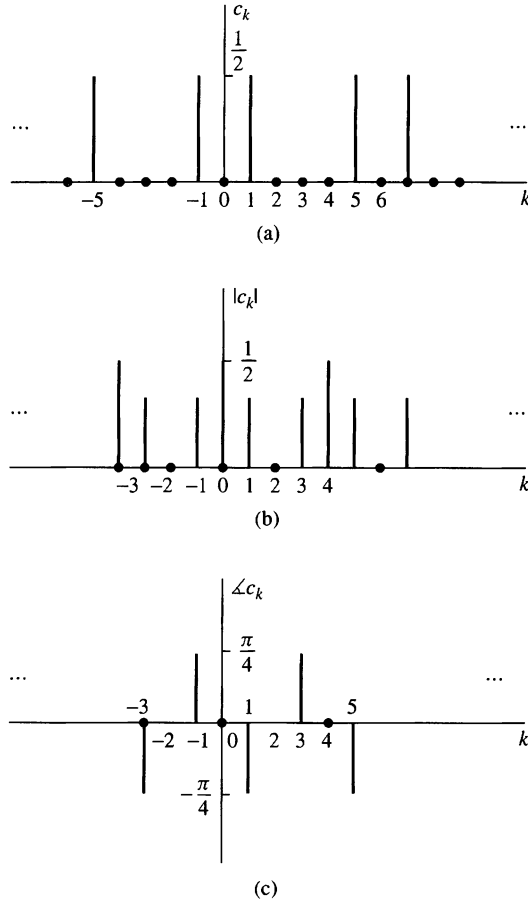 c_k
1/2
... ...
−5 −1 0 1 2 3 4 5 6 k
(a)
|c_k|
1/2
... ...
−3 −2 −1 0 1 2 3 4 k
(b)
∡c_k
π/4
... ...
−3 1 5
−2 −1 0 2 3 4 k
−π/4
(c)